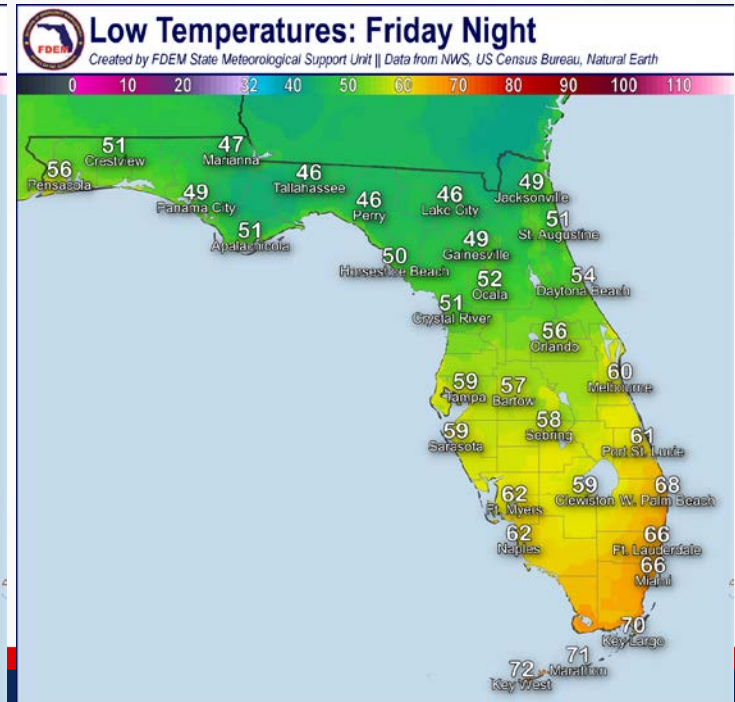 Low Temperatures: Friday Night
Created by FDEM State Meteorological Support Unit || Data from NWS, US Census Bureau, Natural Earth
FDEM
0 10 20 32 40 50 60 70 80 90 100 110
51
Crestview
47
Marianna
56
Pensacola
46
Tallahassee
49
Panama City
46
Perry
46
Lake City
49
Jacksonville
51
Apalachicola
51
St. Augustine
49
Gainesville
50
Horseshoe Beach
52
Ocala
54
Daytona Beach
51
Crystal River
56
Orlando
60
Melbourne
59
Tampa
57
Bartow
58
Sebring
59
Sarasota
61
Port St. Lucie
62
Ft. Myers
59
Clewiston
68
W. Palm Beach
62
Naples
66
Ft. Lauderdale
66
Miami
70
Key Largo
71
Marathon
72
Key West